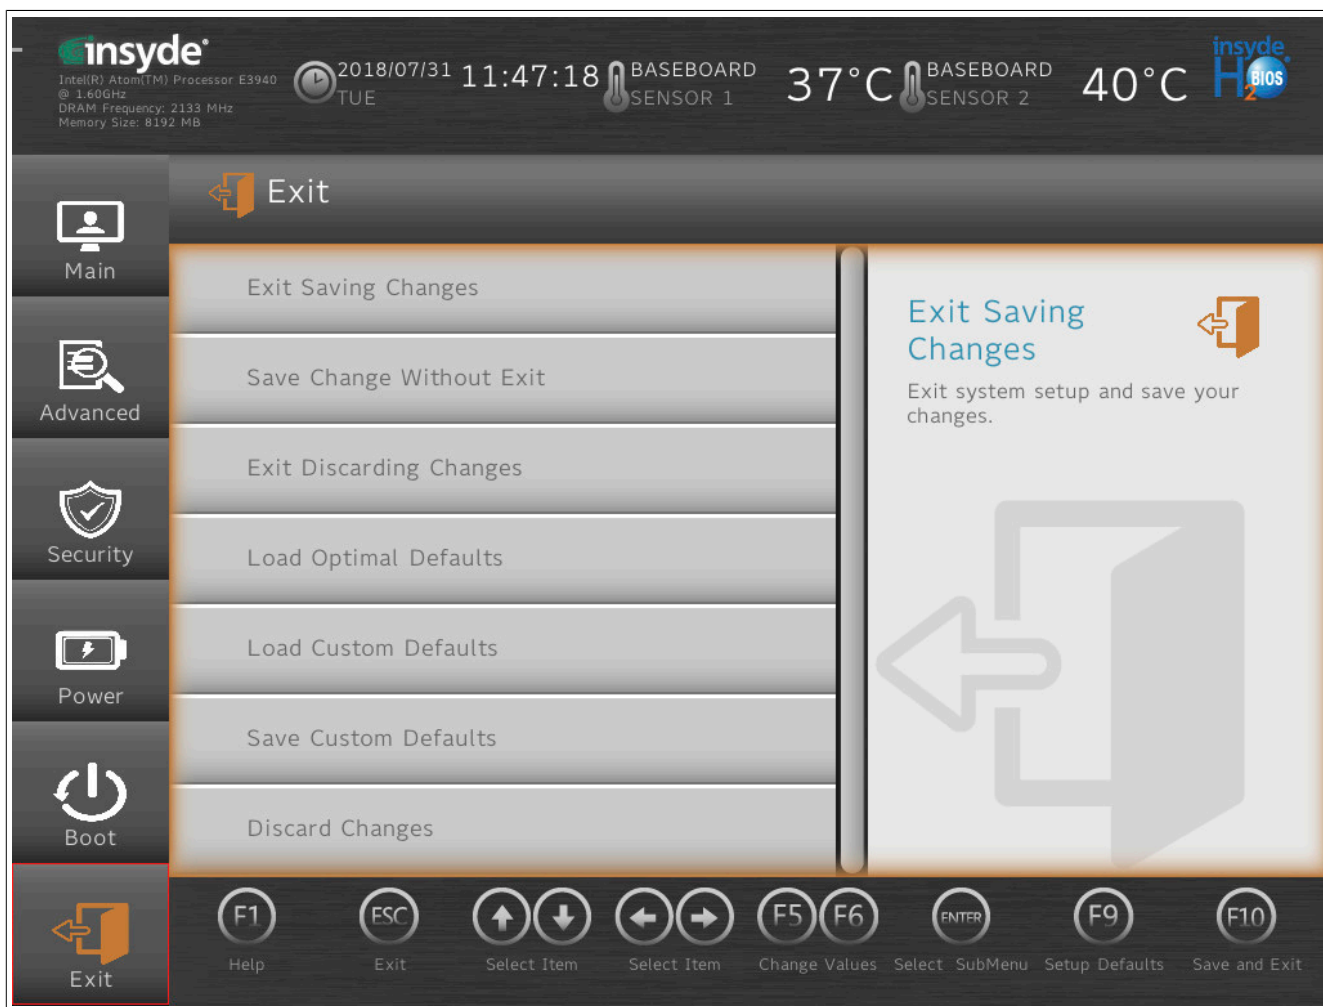 insyde
Intel(R) Atom(TM) Processor E3940
@ 1.60GHz
DRAM Frequency: 2133 MHz
Memory Size: 8192 MB
2018/07/31
TUE
11:47:18
BASEBOARD
SENSOR 1
37°C
BASEBOARD
SENSOR 2
40°C
insyde
H2BIOS
Main
Advanced
Security
Power
Boot
Exit
Exit
Exit Saving Changes
Save Change Without Exit
Exit Discarding Changes
Load Optimal Defaults
Load Custom Defaults
Save Custom Defaults
Discard Changes
Exit Saving
Changes
Exit system setup and save your
changes.
F1
Help
ESC
Exit
Select Item
Select Item
F5 F6
Change Values
ENTER
Select SubMenu
F9
Setup Defaults
F10
Save and Exit